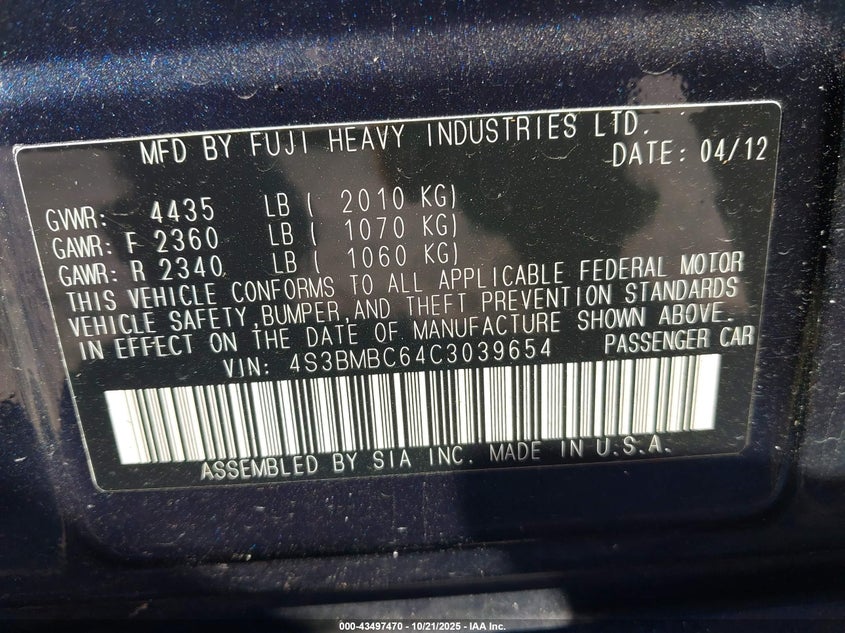 MFD BY FUJI HEAVY INDUSTRIES LTD.
DATE: 04/12
GVWR: 4435 LB ( 2010 KG)
GAWR: F 2360 LB ( 1070 KG)
GAWR: R 2340 LB ( 1060 KG)
THIS VEHICLE CONFORMS TO ALL APPLICABLE FEDERAL MOTOR
VEHICLE SAFETY,BUMPER,AND THEFT PREVENTION STANDARDS
IN EFFECT ON THE DATE OF MANUFACTURE SHOWN ABOVE.
VIN: 4S3BMBC64C3039654 PASSENGER CAR
ASSEMBLED BY SIA INC. MADE IN U.S.A.
000-43497470 - 10/21/2025 - IAA Inc.